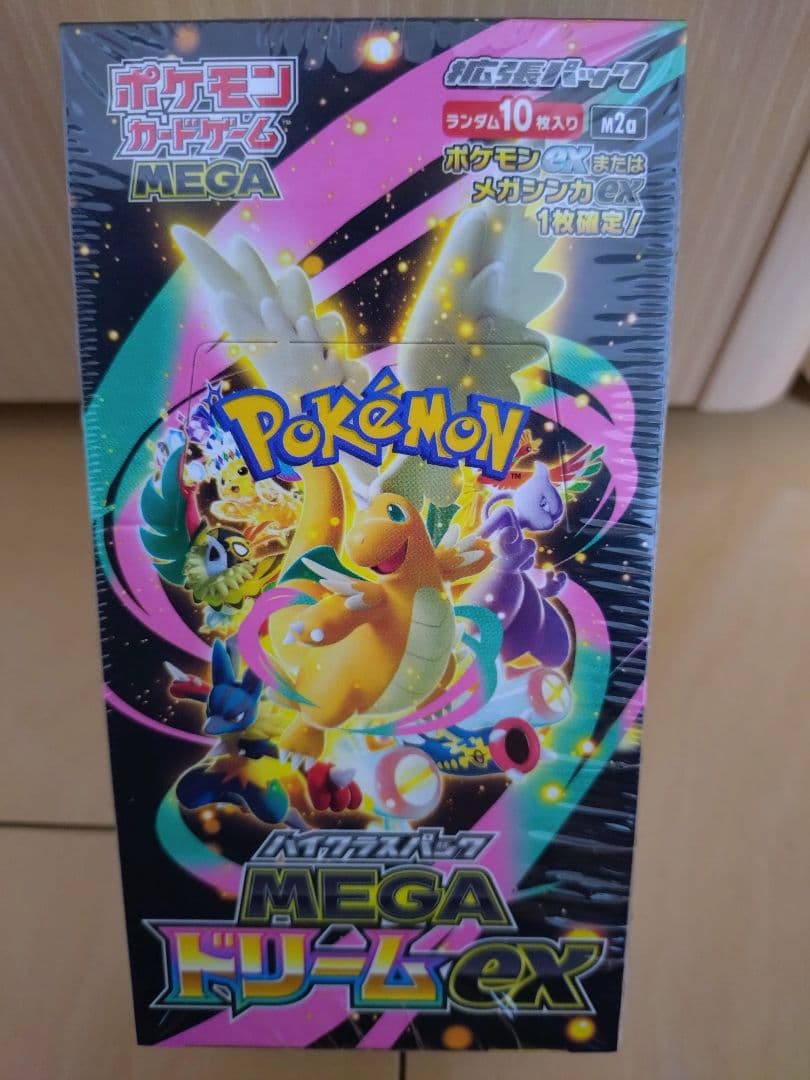 ポケモン
カードゲーム™
MEGA
拡張パック
ランダム10枚入り M2a
ポケモンexまたは
メガシンカex
1枚確定!
POKéMON™
ハイクラスパック
MEGA
ドリームex